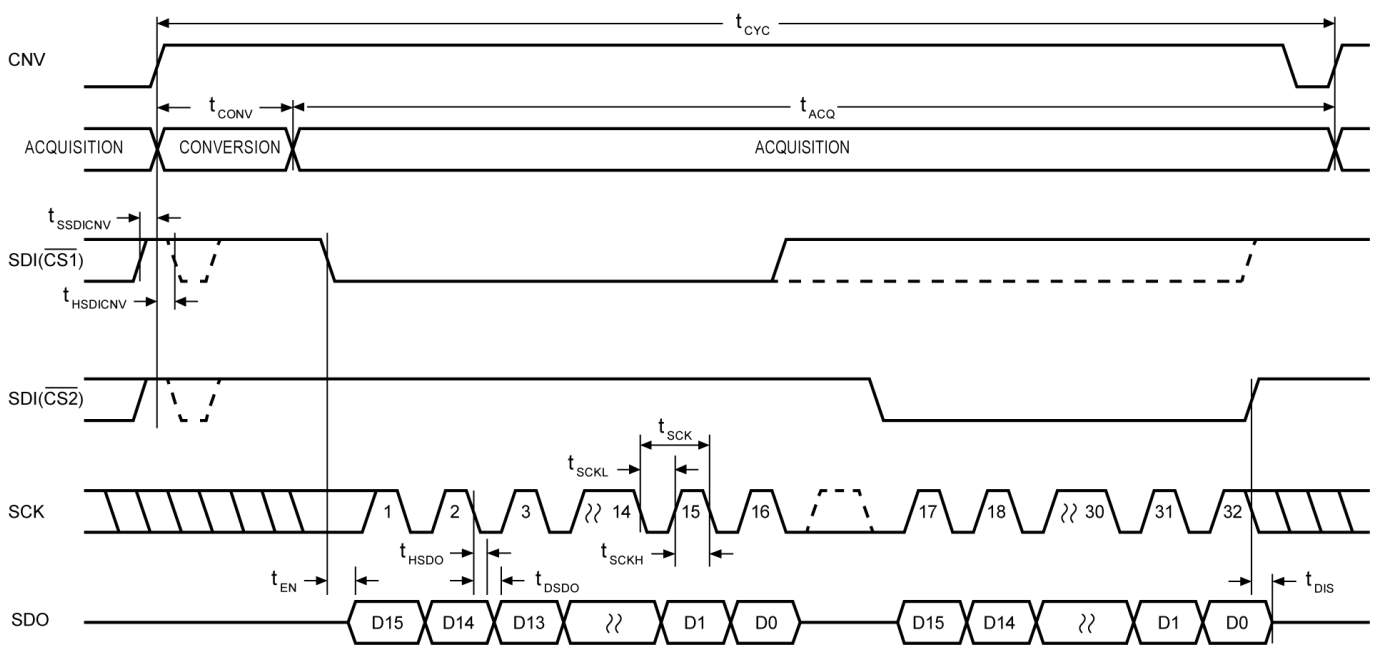 tCYC
CNV
tCONV tACQ
ACQUISITION CONVERSION ACQUISITION
tSSDICNV
SDI(CS1)
tHSDICNV
SDI(CS2)
tSCK
tSCKL
SCK 1 2 3 14 15 16 17 18 30 31 32
tHSDO tSCKH
tEN tDSDO tDIS
SDO D15 D14 D13 D1 D0 D15 D14 D1 D0